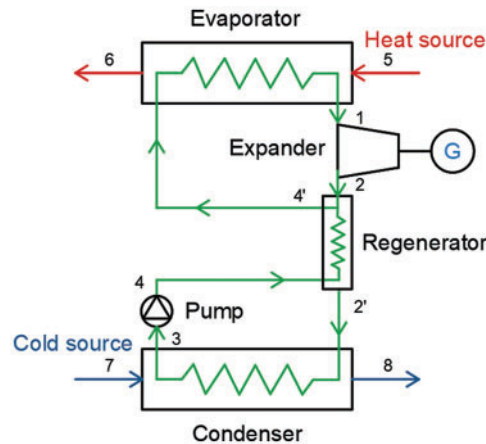 Evaporator
6
Heat source
5
1
Expander
G
2
4'
Regenerator
4
Pump
2'
3
Cold source
7
8
Condenser